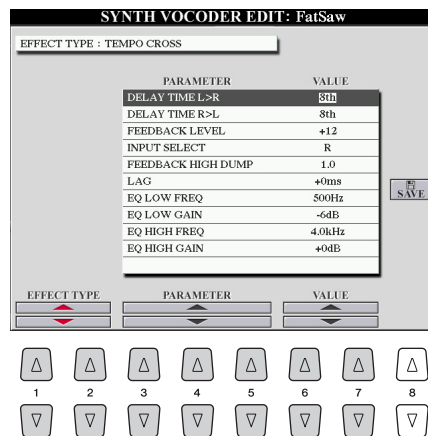 SYNTH VOCODER EDIT: FatSaw
EFFECT TYPE : TEMPO CROSS
PARAMETER VALUE
DELAY TIME L>R 8th
DELAY TIME R>L 8th
FEEDBACK LEVEL +12
INPUT SELECT R
FEEDBACK HIGH DUMP 1.0
LAG +0ms
EQ LOW FREQ 500Hz
EQ LOW GAIN -6dB
EQ HIGH FREQ 4.0kHz
EQ HIGH GAIN +0dB
SAVE
EFFECT TYPE PARAMETER VALUE
1 2 3 4 5 6 7 8